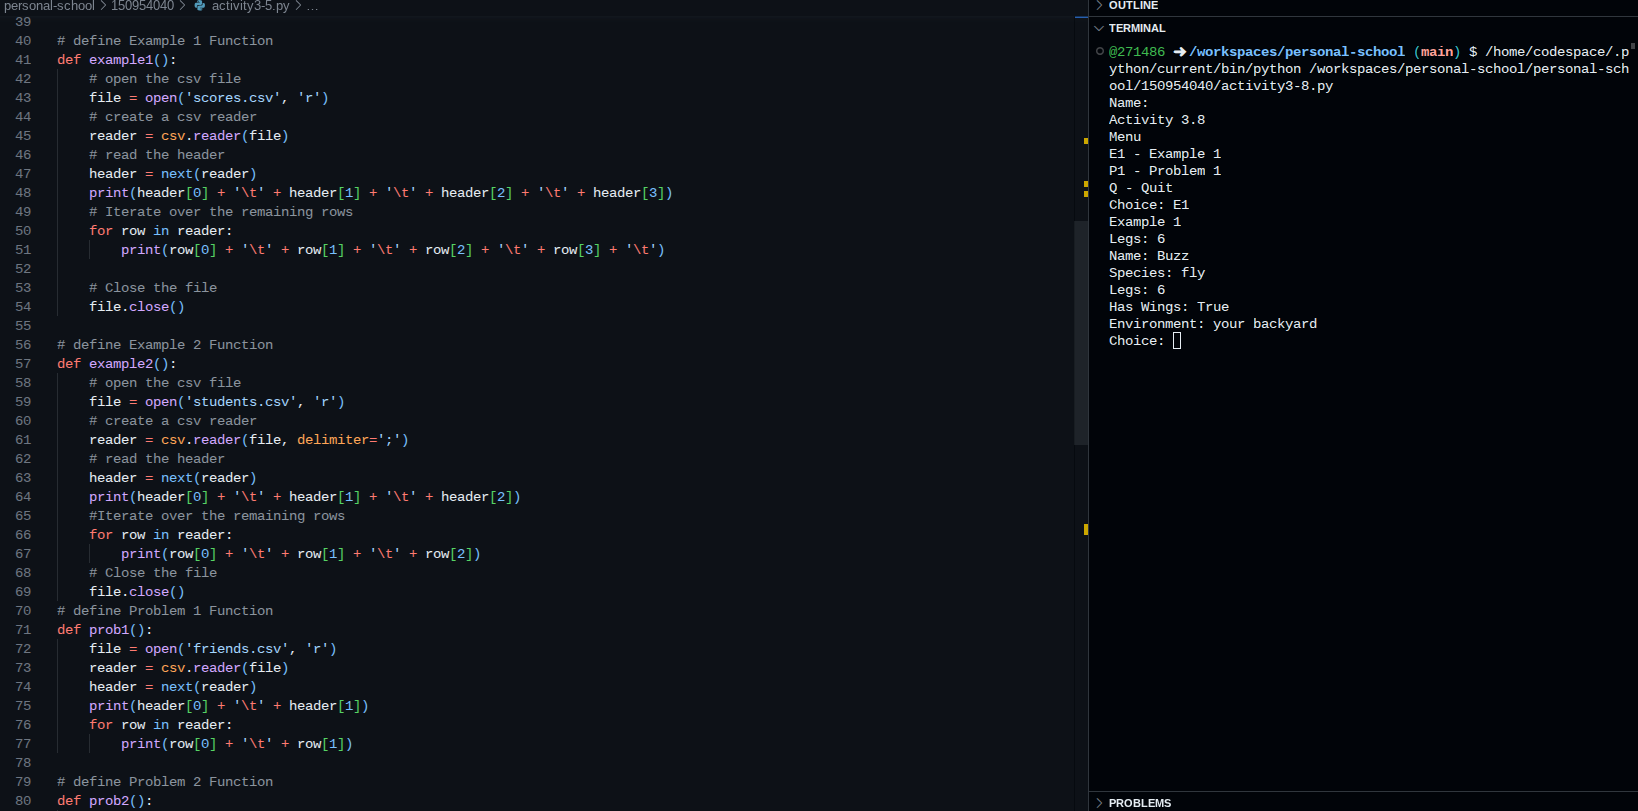 personal-school > 150954040 > activity3-5.py > ...
39
40 # define Example 1 Function
41 def example1():
42     # open the csv file
43     file = open('scores.csv', 'r')
44     # create a csv reader
45     reader = csv.reader(file)
46     # read the header
47     header = next(reader)
48     print(header[0] + '\t' + header[1] + '\t' + header[2] + '\t' + header[3])
49     # Iterate over the remaining rows
50     for row in reader:
51         print(row[0] + '\t' + row[1] + '\t' + row[2] + '\t' + row[3] + '\t')
52
53     # Close the file
54     file.close()
55
56 # define Example 2 Function
57 def example2():
58     # open the csv file
59     file = open('students.csv', 'r')
60     # create a csv reader
61     reader = csv.reader(file, delimiter=';')
62     # read the header
63     header = next(reader)
64     print(header[0] + '\t' + header[1] + '\t' + header[2])
65     #Iterate over the remaining rows
66     for row in reader:
67         print(row[0] + '\t' + row[1] + '\t' + row[2])
68     # Close the file
69     file.close()
70 # define Problem 1 Function
71 def prob1():
72     file = open('friends.csv', 'r')
73     reader = csv.reader(file)
74     header = next(reader)
75     print(header[0] + '\t' + header[1])
76     for row in reader:
77         print(row[0] + '\t' + row[1])
78
79 # define Problem 2 Function
80 def prob2():
OUTLINE
TERMINAL
@271486 ➜ /workspaces/personal-school (main) $ /home/codespace/.p
ython/current/bin/python /workspaces/personal-school/personal-sch
ool/150954040/activity3-8.py
Name:
Activity 3.8
Menu
E1 - Example 1
P1 - Problem 1
Q - Quit
Choice: E1
Example 1
Legs: 6
Name: Buzz
Species: fly
Legs: 6
Has Wings: True
Environment: your backyard
Choice:
PROBLEMS